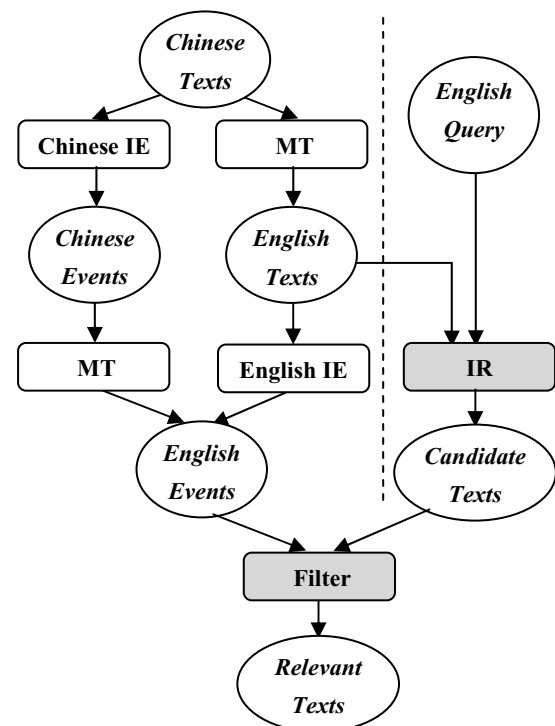 Chinese
Texts
English
Query
Chinese IE
MT
Chinese
Events
English
Texts
MT
English IE
IR
English
Events
Candidate
Texts
Filter
Relevant
Texts